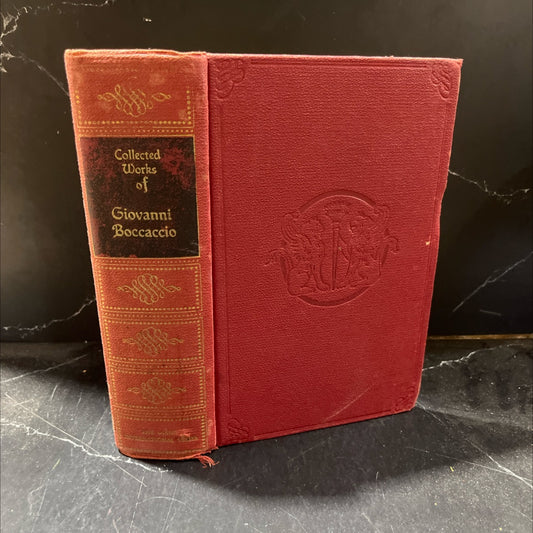 Collected
Works
of
Giovanni
Boccaccio